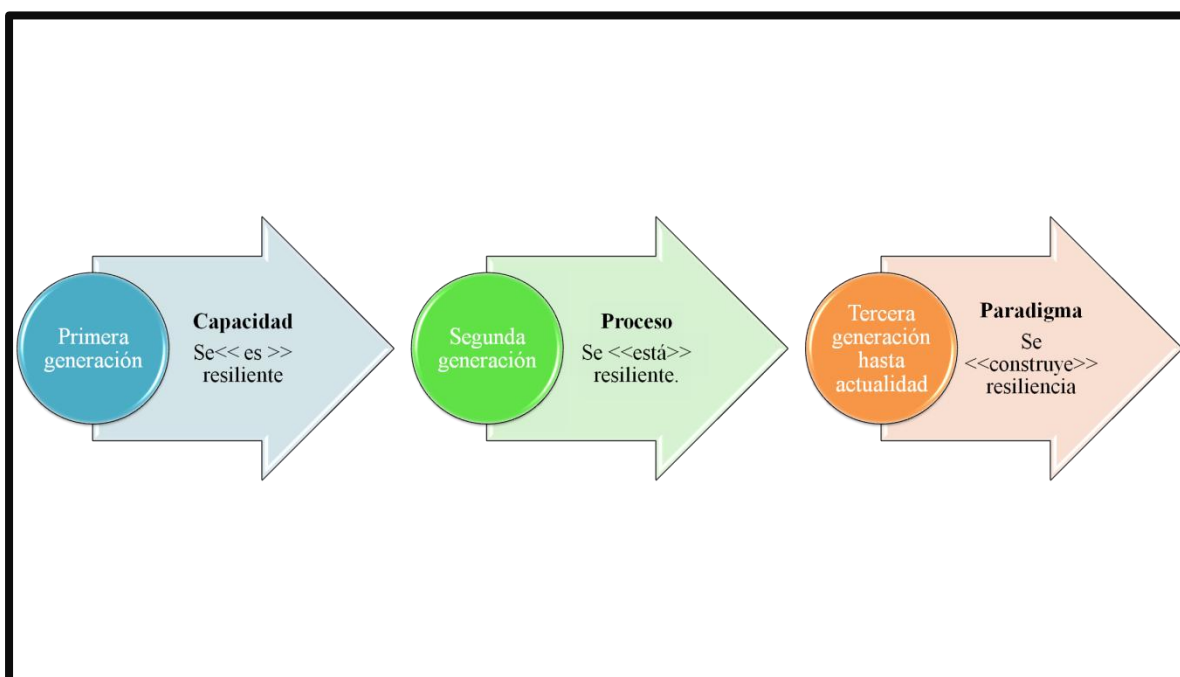 Primera
generación
Capacidad
Se<< es >>
resiliente
Segunda
generación
Proceso
Se <<está>>
resiliente.
Tercera
generación
hasta
actualidad
Paradigma
Se
<<construye>>
resiliencia